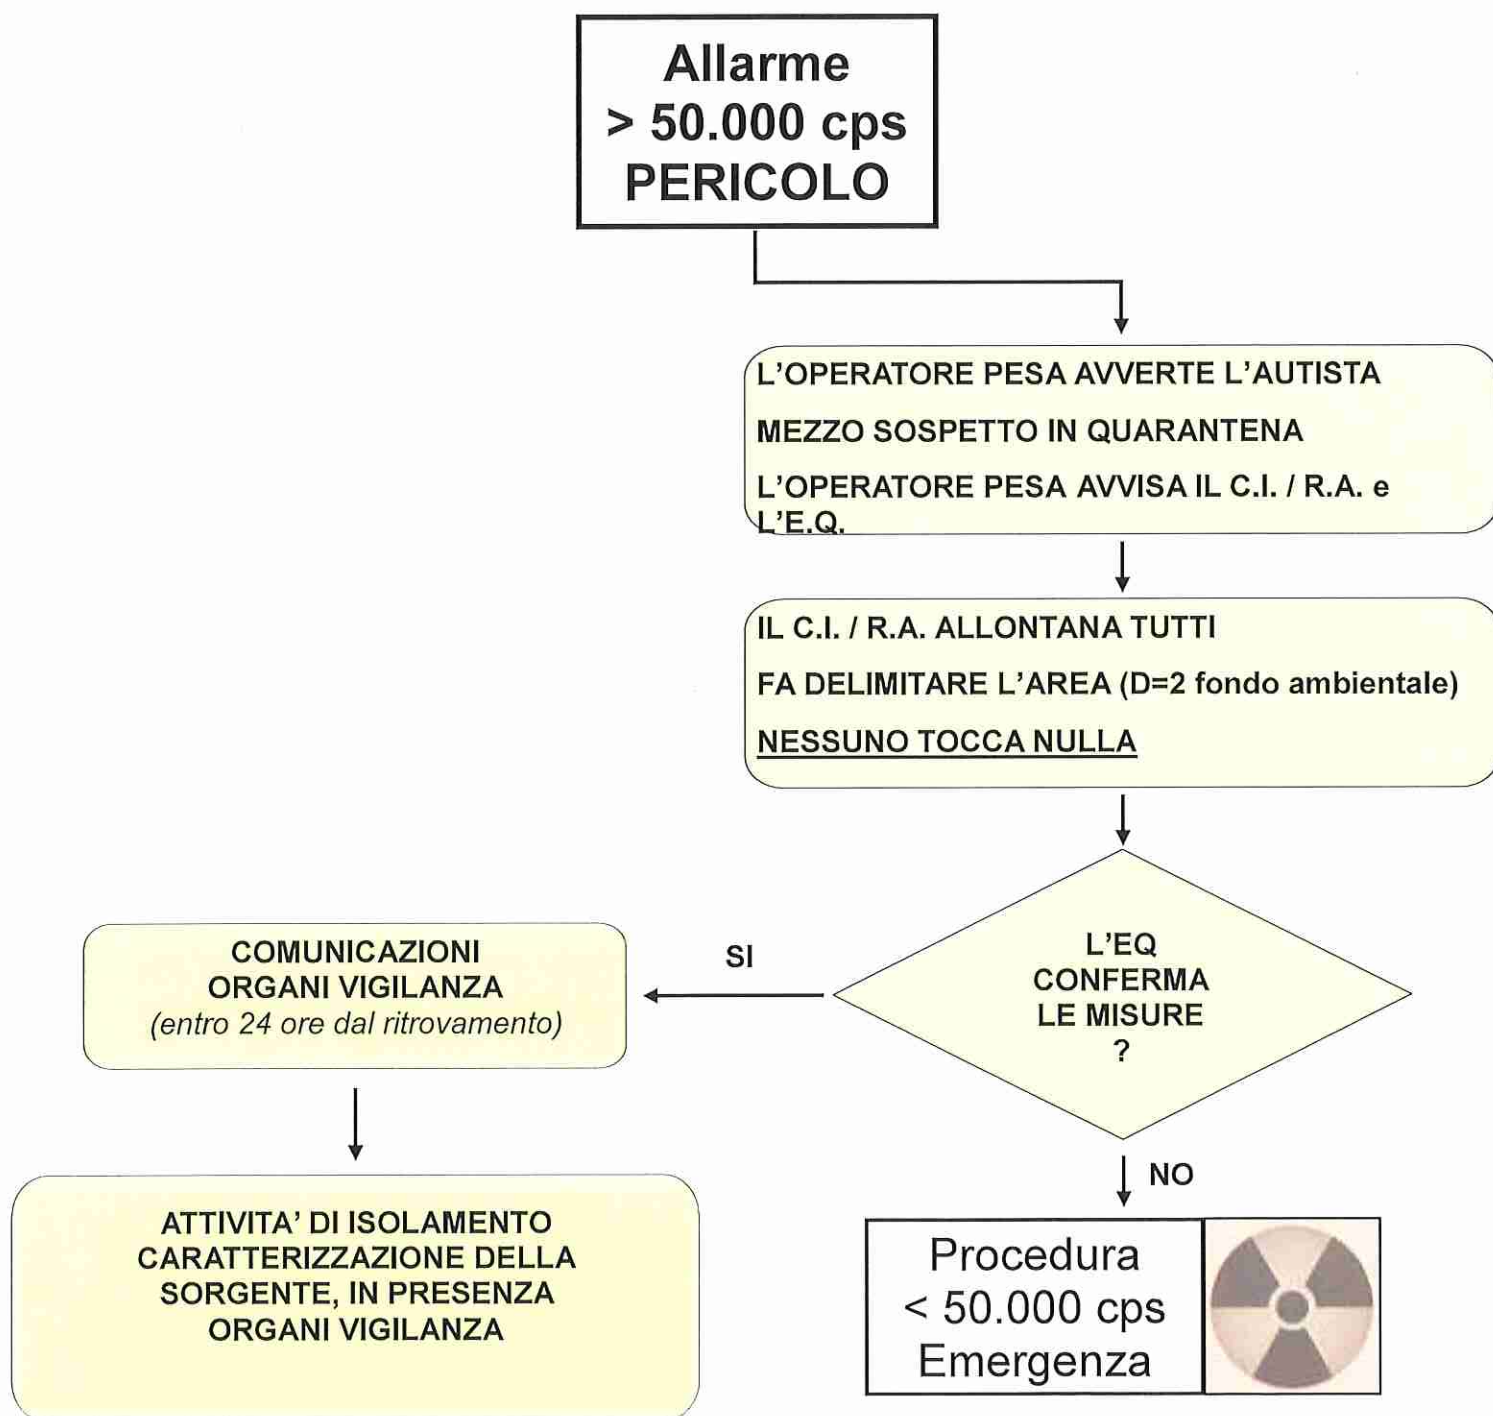 Allarme
> 50.000 cps
PERICOLO
L'OPERATORE PESA AVVERTE L'AUTISTA
MEZZO SOSPETTO IN QUARANTENA
L'OPERATORE PESA AVVISA IL C.I. / R.A. e
L'E.Q.
IL C.I. / R.A. ALLONTANA TUTTI
FA DELIMITARE L'AREA (D=2 fondo ambientale)
NESSUNO TOCCA NULLA
L'EQ
CONFERMA
LE MISURE
?
SI
COMUNICAZIONI
ORGANI VIGILANZA
(entro 24 ore dal ritrovamento)
ATTIVITA' DI ISOLAMENTO
CARATTERIZZAZIONE DELLA
SORGENTE, IN PRESENZA
ORGANI VIGILANZA
NO
Procedura
< 50.000 cps
Emergenza